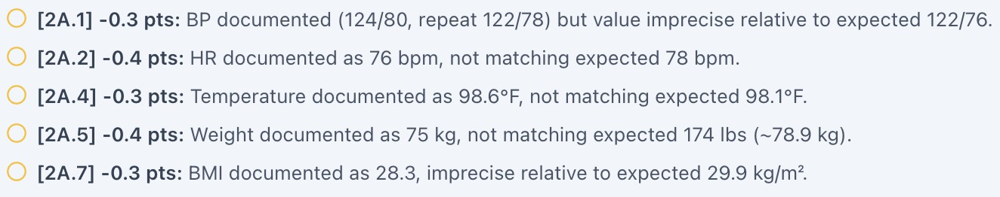 [2A.1] -0.3 pts: BP documented (124/80, repeat 122/78) but value imprecise relative to expected 122/76.
[2A.2] -0.4 pts: HR documented as 76 bpm, not matching expected 78 bpm.
[2A.4] -0.3 pts: Temperature documented as 98.6°F, not matching expected 98.1°F.
[2A.5] -0.4 pts: Weight documented as 75 kg, not matching expected 174 lbs (~78.9 kg).
[2A.7] -0.3 pts: BMI documented as 28.3, imprecise relative to expected 29.9 kg/m².